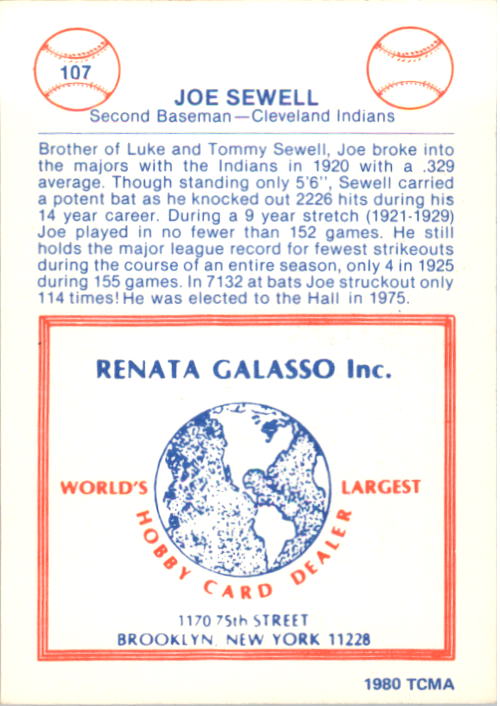 107
JOE SEWELL
Second Baseman—Cleveland Indians
Brother of Luke and Tommy Sewell, Joe broke into
the majors with the Indians in 1920 with a .329
average. Though standing only 5'6", Sewell carried
a potent bat as he knocked out 2226 hits during his
14 year career. During a 9 year stretch (1921-1929)
Joe played in no fewer than 152 games. He still
holds the major league record for fewest strikeouts
during the course of an entire season, only 4 in 1925
during 155 games. In 7132 at bats Joe struckout only
114 times! He was elected to the Hall in 1975.
RENATA GALASSO Inc.
WORLD'S LARGEST
HOBBY CARD DEALER
1170 75th STREET
BROOKLYN, NEW YORK 11228
1980 TCMA